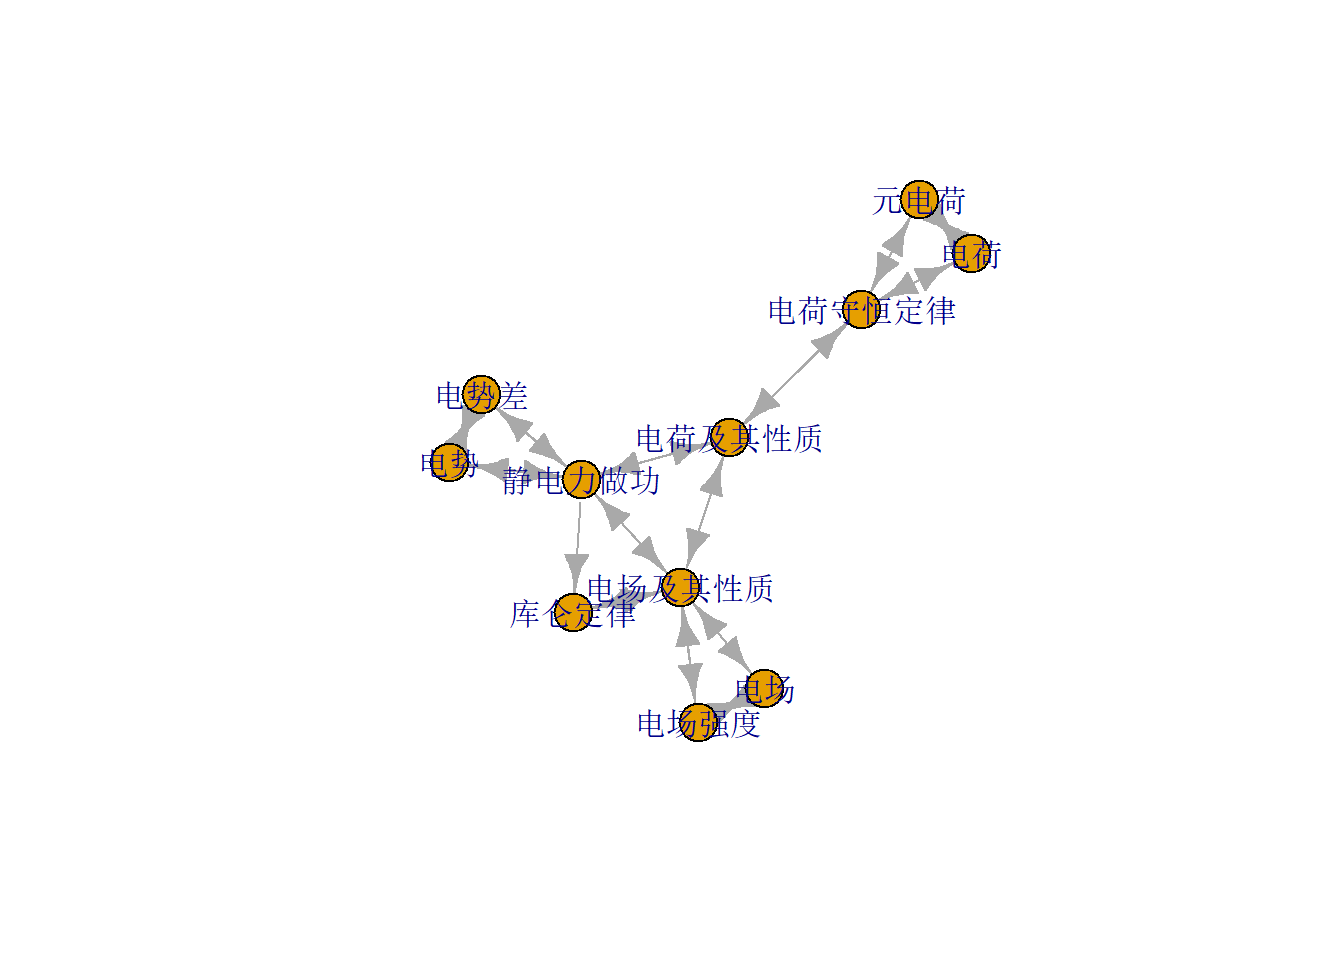 元电荷
电荷
电荷守恒定律
电势差
电荷及其性质
电势
静电力做功
电场及其性质
库仑定律
电场
电场强度